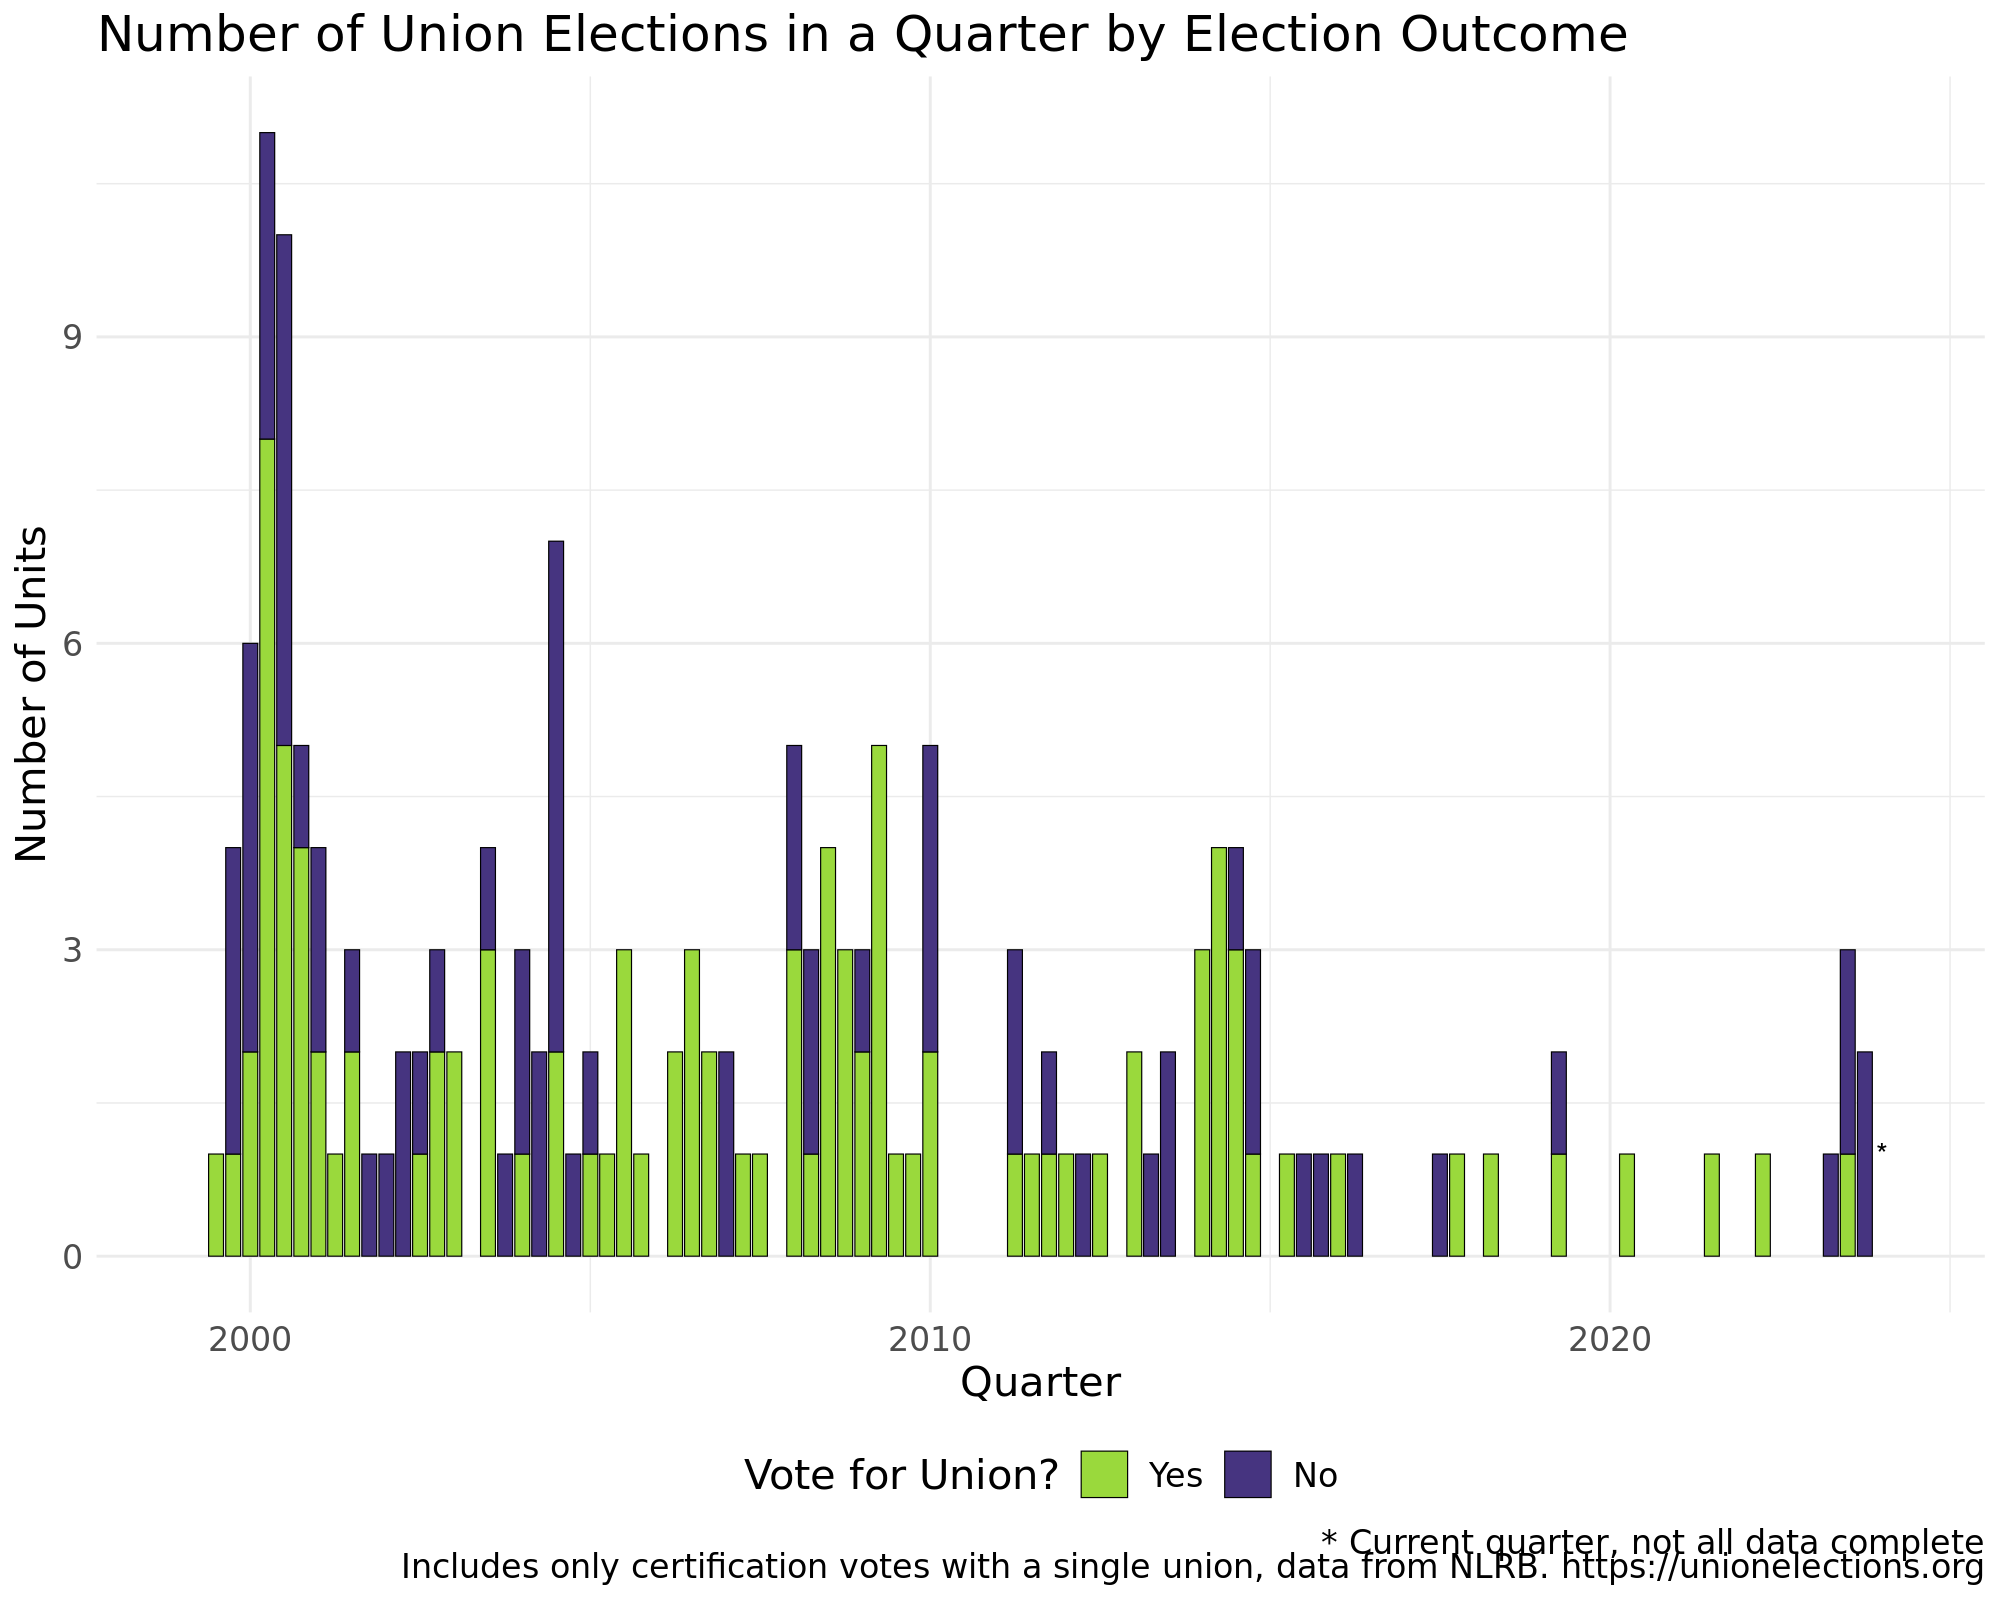 Number of Union Elections in a Quarter by Election Outcome
Number of Units
9
6
3
0
*
2000 2010 2020
Quarter
Vote for Union? Yes No
* Current quarter, not all data complete
Includes only certification votes with a single union, data from NLRB. https://unionelections.org